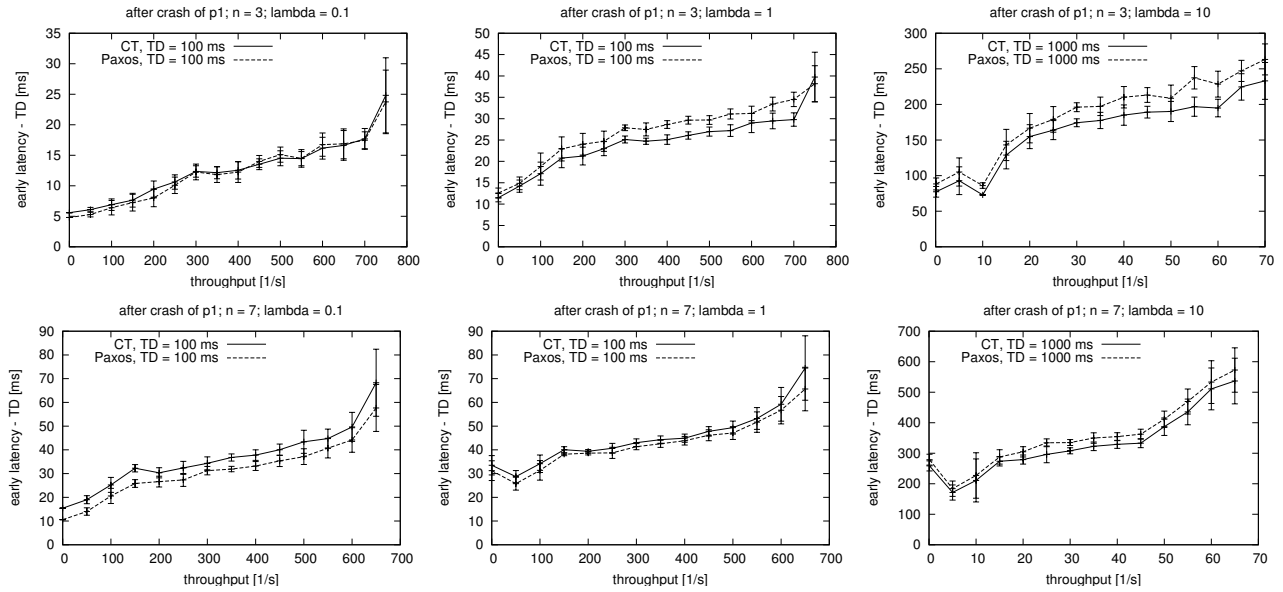 after crash of p1; n = 3; lambda = 0.1
35
30
25
20
15
10
5
0
early latency - TD [ms]
CT, TD = 100 ms
Paxos, TD = 100 ms
0 100 200 300 400 500 600 700 800
throughput [1/s]
after crash of p1; n = 3; lambda = 1
50
45
40
35
30
25
20
15
10
5
0
early latency - TD [ms]
CT, TD = 100 ms
Paxos, TD = 100 ms
0 100 200 300 400 500 600 700 800
throughput [1/s]
after crash of p1; n = 3; lambda = 10
300
250
200
150
100
50
0
early latency - TD [ms]
CT, TD = 1000 ms
Paxos, TD = 1000 ms
0 10 20 30 40 50 60 70
throughput [1/s]
after crash of p1; n = 7; lambda = 0.1
90
80
70
60
50
40
30
20
10
0
early latency - TD [ms]
CT, TD = 100 ms
Paxos, TD = 100 ms
0 100 200 300 400 500 600 700
throughput [1/s]
after crash of p1; n = 7; lambda = 1
90
80
70
60
50
40
30
20
10
0
early latency - TD [ms]
CT, TD = 100 ms
Paxos, TD = 100 ms
0 100 200 300 400 500 600 700
throughput [1/s]
after crash of p1; n = 7; lambda = 10
700
600
500
400
300
200
100
0
early latency - TD [ms]
CT, TD = 1000 ms
Paxos, TD = 1000 ms
0 10 20 30 40 50 60 70
throughput [1/s]